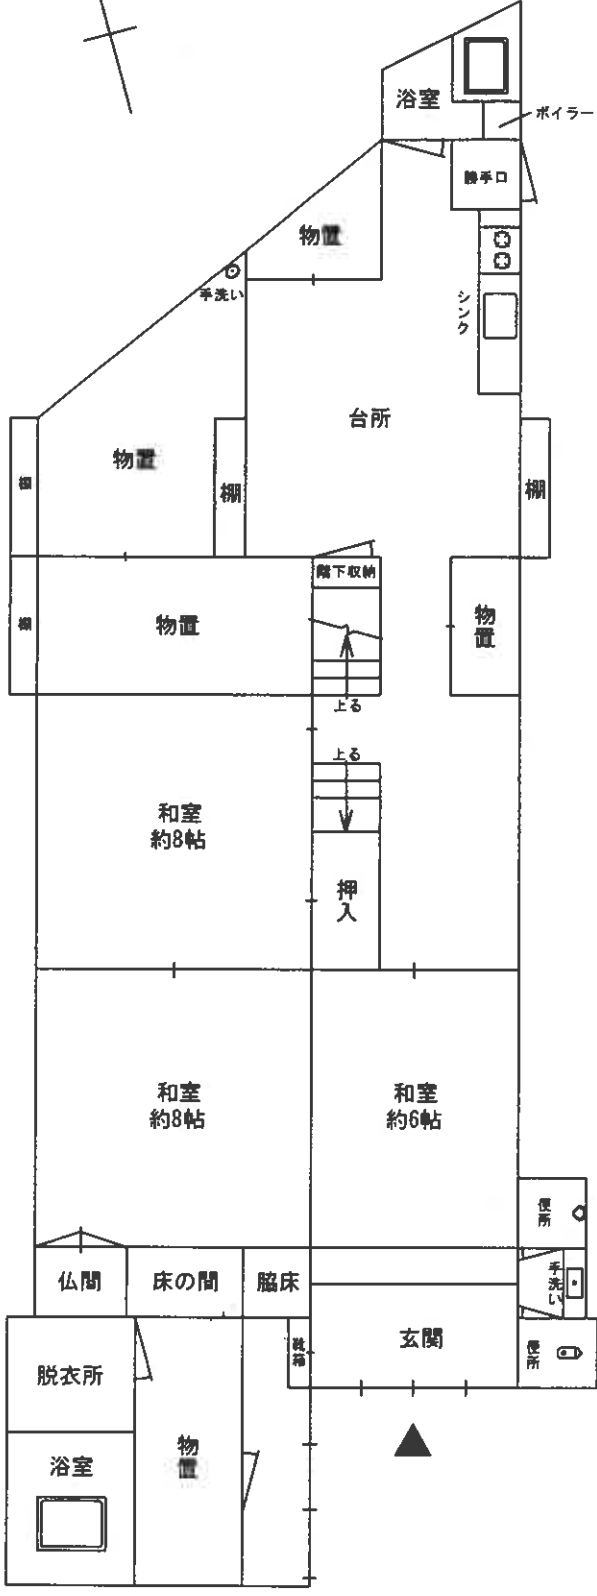 浴室
ボイラー
勝手口
物置
手洗い
シンク
台所
物置
棚
棚
棚
階下収納
物置
棚
物置
上る
上る
和室
約8帖
押入
和室
約8帖
和室
約6帖
便所
仏間
床の間
脇床
手洗い
靴箱
玄関
便所
脱衣所
物置
浴室